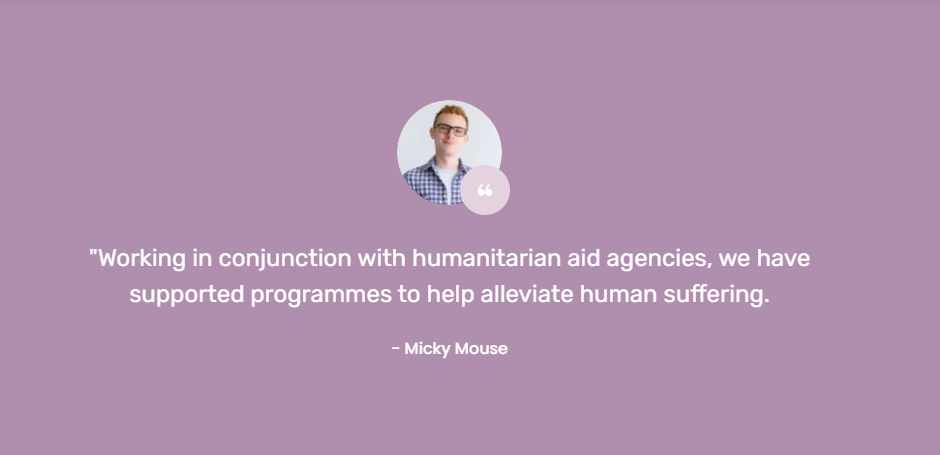 "Working in conjunction with humanitarian aid agencies, we have
supported programmes to help alleviate human suffering.
- Micky Mouse